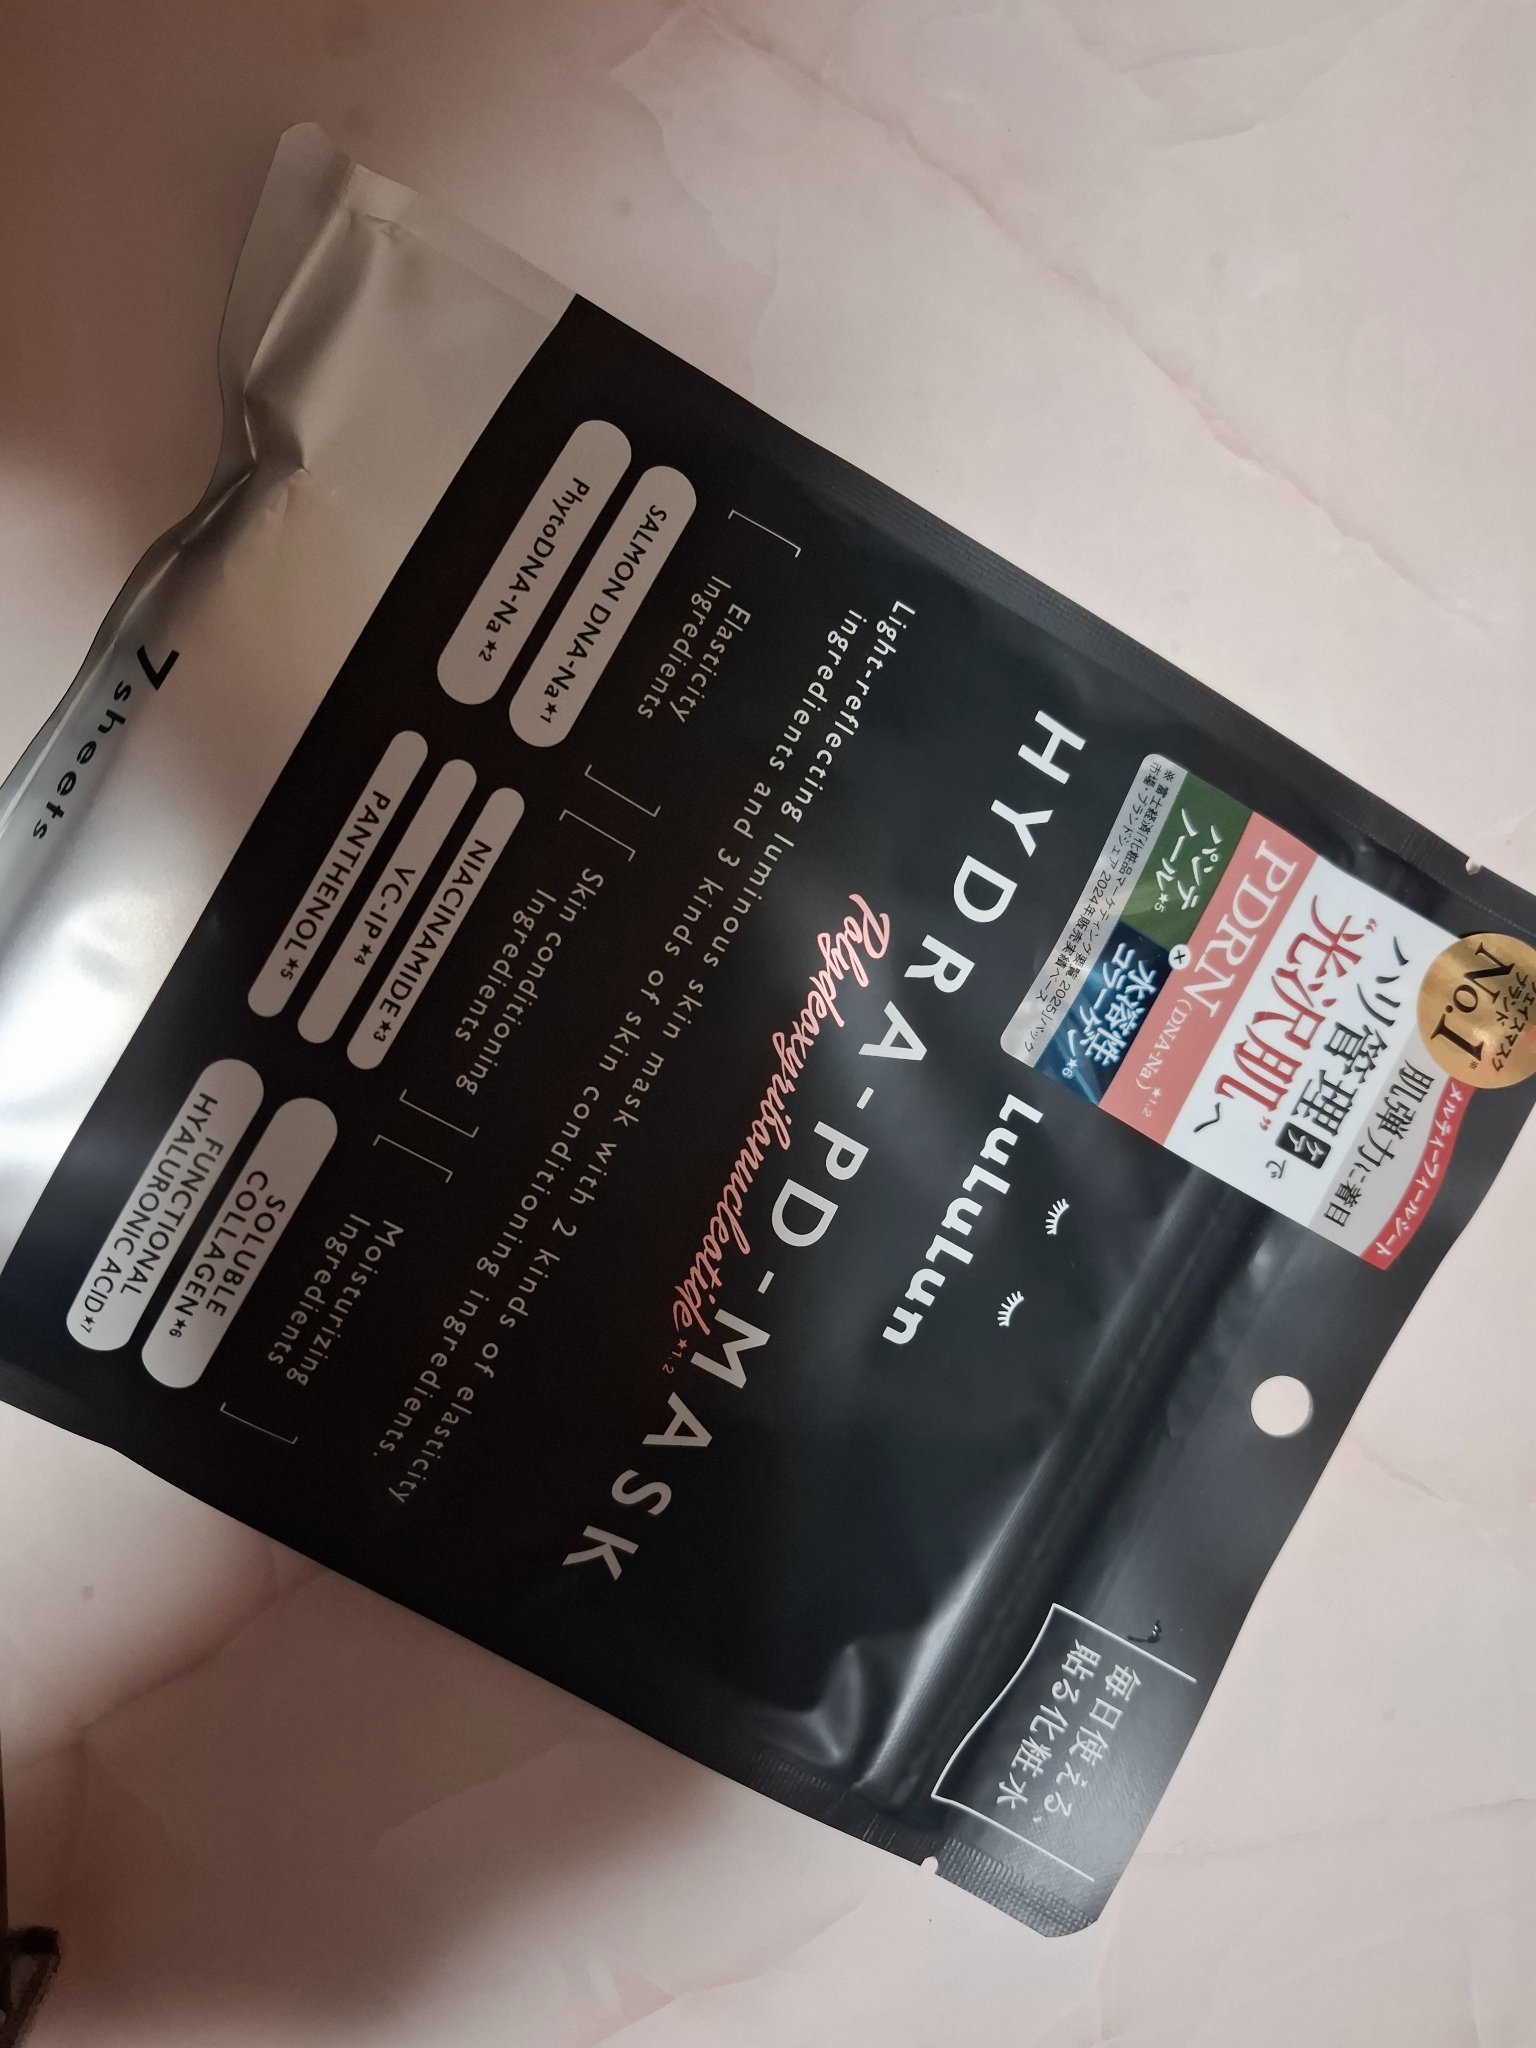 毎日使える、
貼る化粧水
メルティーフィールシート
フェイスマスク
ブランド
No.1※
肌弾力に着目
ハリ管理※で
“光沢肌”へ
PDRN(DNA-Na)★1,2
パンテノール★5
×
水溶性コラーゲン★6
LuLuLun
HYDRA-PD-MASK
Polydeoxyribonucleotide★1,2
Light-reflecting luminous skin mask with 2 kinds of elasticity
ingredients and 3 kinds of skin conditioning ingredients.
Elasticity
Ingredients
SALMON DNA-Na★1
PhytoDNA-Na★2
Skin conditioning
Ingredients
NIACINAMIDE★3
VC-IP★4
PANTHENOL★5
Moisturizing
Ingredients
SOLUBLE
COLLAGEN★6
FUNCTIONAL
HYALURONIC ACID★7
7sheets